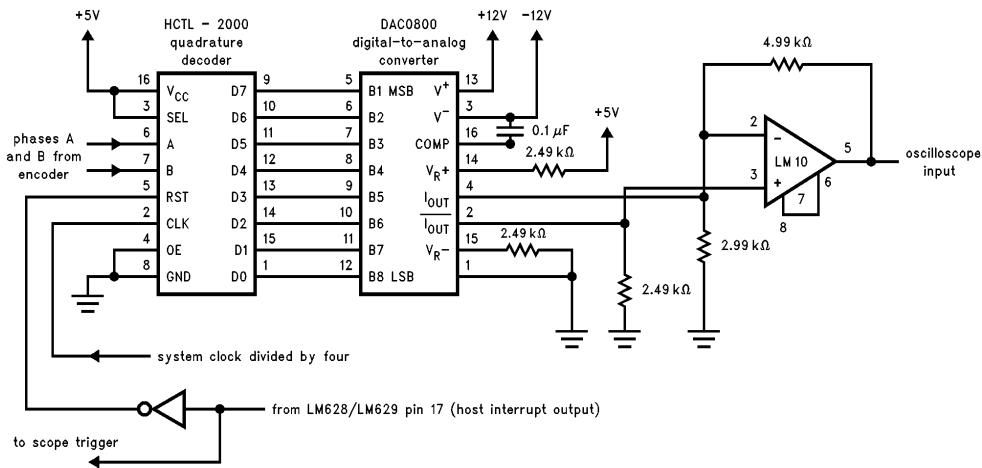 +5V
HCTL - 2000
quadrature
decoder
DAC0800
digital-to-analog
converter
+12V
-12V
4.99 kΩ
16 VCC D7 9
3 SEL D6 10
6 A D5 11
7 B D4 12
5 RST D3 13
2 CLK D2 14
4 OE D1 15
8 GND D0 1
phases A
and B from
encoder
5 B1 MSB V+ 13
6 B2 V- 3
7 B3 COMP 16
8 B4 VR+ 14
9 B5 IOUT 4
10 B6 IOUT 2
11 B7 VR- 15
12 B8 LSB 1
0.1 µF
2.49 kΩ
+5V
2.49 kΩ
2.49 kΩ
2.99 kΩ
2
-
LM10
3
+
5
6
7
8
oscilloscope
input
system clock divided by four
from LM628/LM629 pin 17 (host interrupt output)
to scope trigger